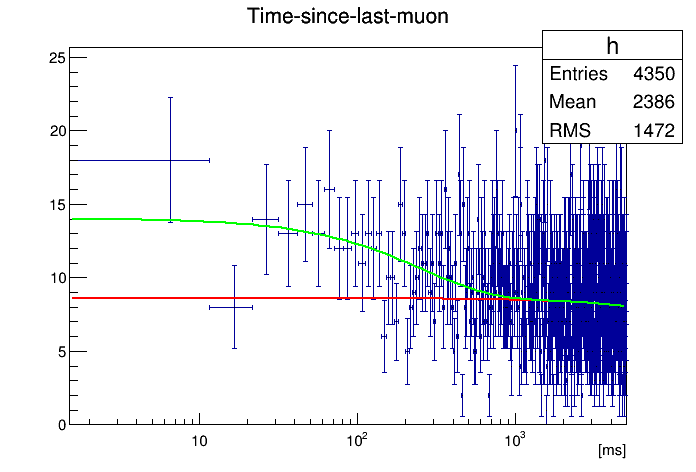 Time-since-last-muon
h
Entries 4350
Mean 2386
RMS 1472
25
20
15
10
5
0
10 10² 10³
[ms]